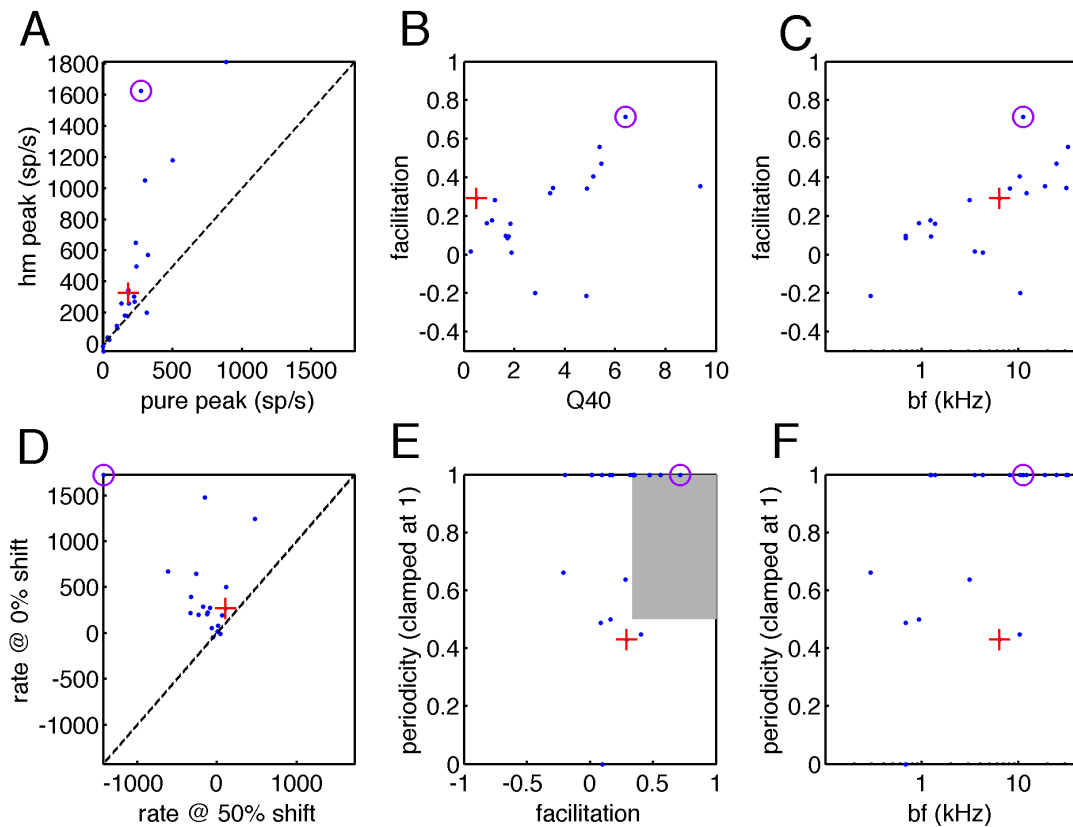 A
1800
1600
1400
1200
1000
800
600
400
200
0
hm peak (sp/s)
0 500 1000 1500
pure peak (sp/s)
B
1
0.8
0.6
0.4
0.2
0
-0.2
-0.4
facilitation
0 2 4 6 8 10
Q40
C
1
0.8
0.6
0.4
0.2
0
-0.2
-0.4
facilitation
1 10
bf (kHz)
D
1500
1000
500
0
-500
-1000
rate @ 0% shift
-1000 0 1000
rate @ 50% shift
E
1
0.8
0.6
0.4
0.2
0
periodicity (clamped at 1)
-1 -0.5 0 0.5 1
facilitation
F
1
0.8
0.6
0.4
0.2
0
periodicity (clamped at 1)
1 10
bf (kHz)